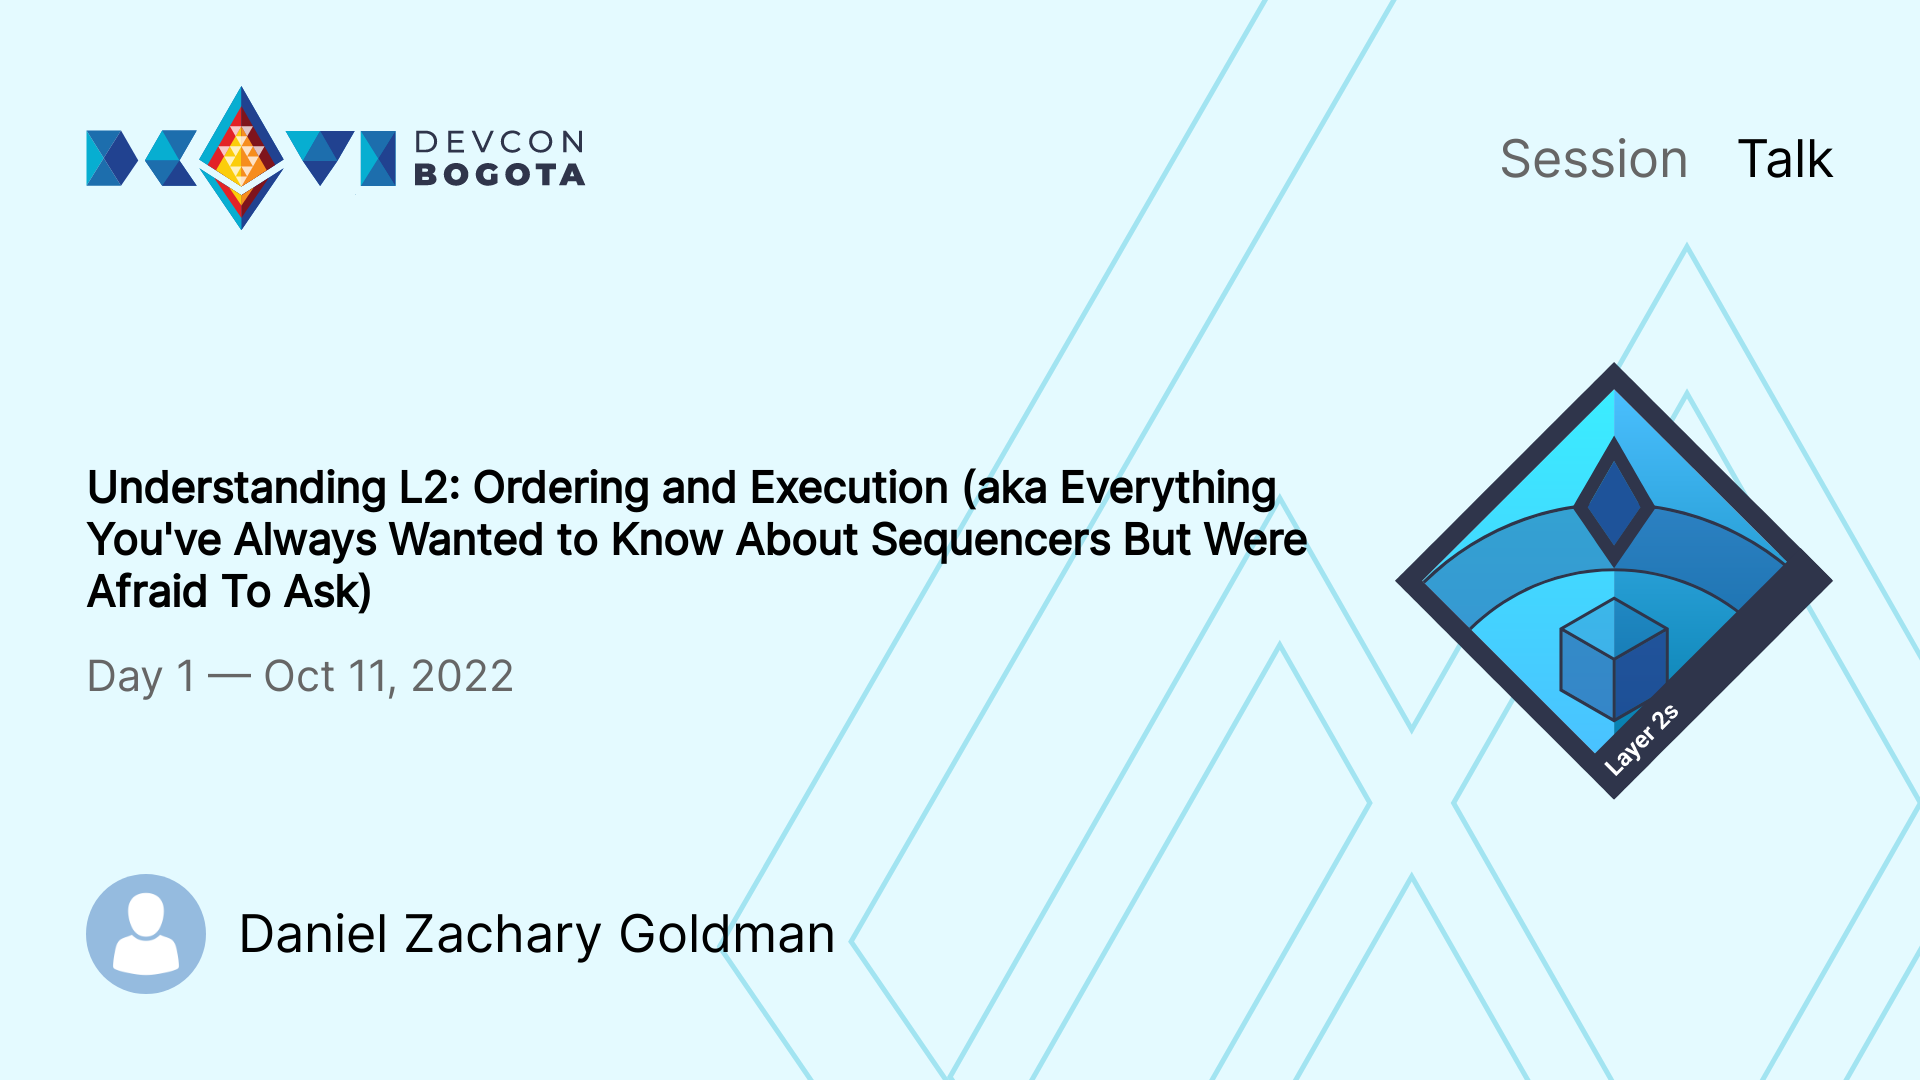 DEVCON
BOGOTA
Session Talk
Understanding L2: Ordering and Execution (aka Everything
You've Always Wanted to Know About Sequencers But Were
Afraid To Ask)
Day 1 — Oct 11, 2022
Layer 2s
Daniel Zachary Goldman